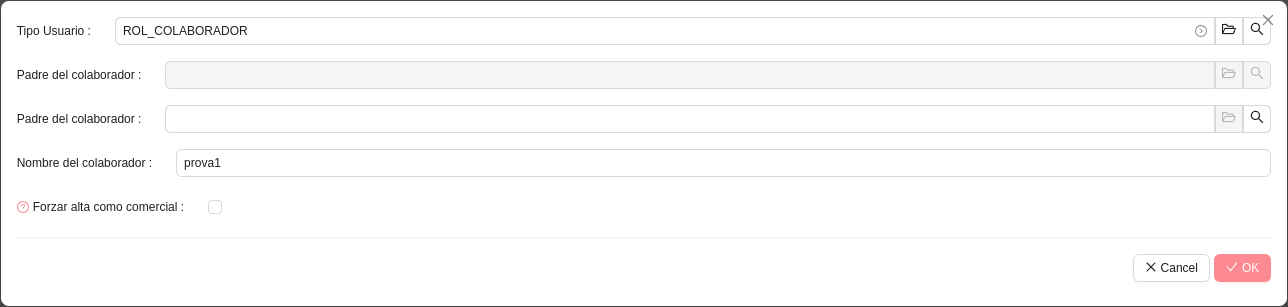 Tipo Usuario : ROL_COLABORADOR
Padre del colaborador :
Padre del colaborador :
Nombre del colaborador : prova1
Forzar alta como comercial :
Cancel OK